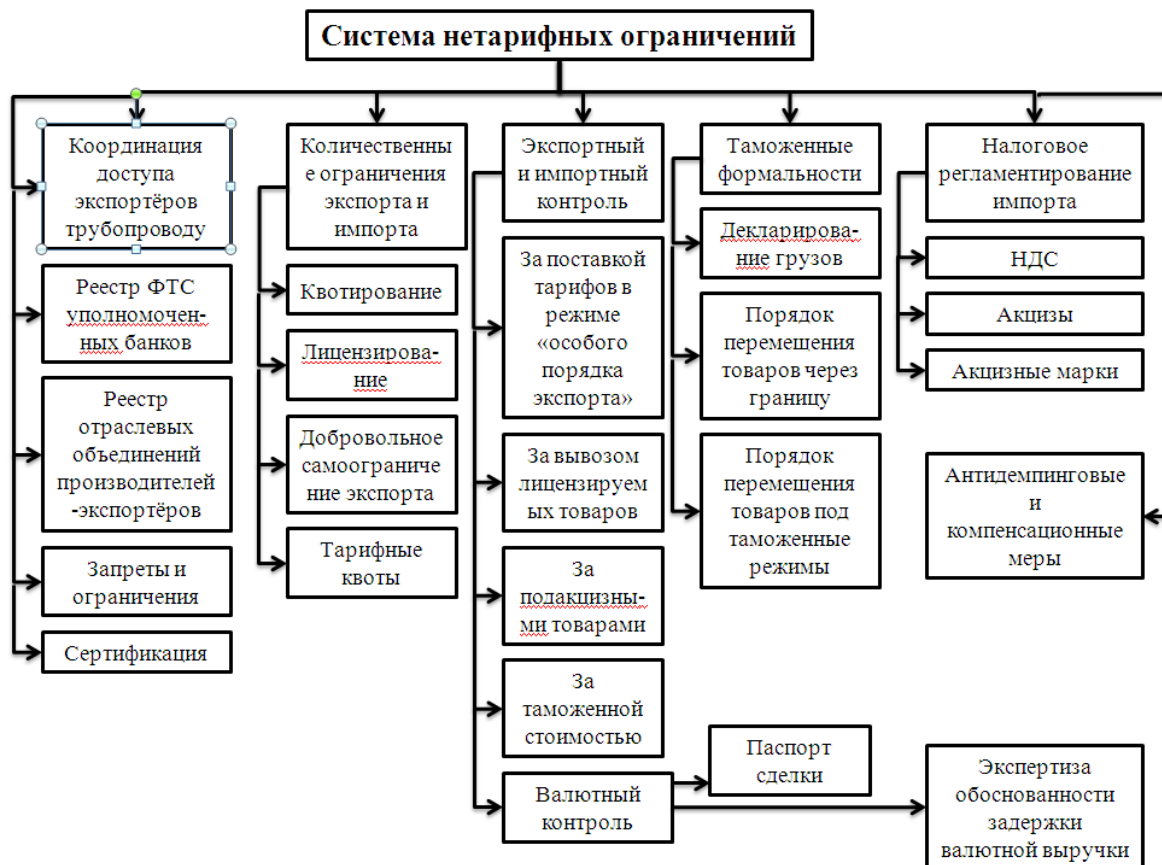 Система нетарифных ограничений
Координация
доступа
экспортёров
трубопроводу
Реестр ФТС
уполномочен-
ных банков
Реестр
отраслевых
объединений
производителей
-экспортёров
Запреты и
ограничения
Сертификация
Количественны
е ограничения
экспорта и
импорта
Квотирование
Лицензирова-
ние
Добровольное
самоограниче
ние экспорта
Тарифные
квоты
Экспортный
и импортный
контроль
За поставкой
тарифов в
режиме
«особого
порядка
экспорта»
За вывозом
лицензируем
ых товаров
За
подакцизны-
ми товарами
За
таможенной
стоимостью
Валютный
контроль
Паспорт
сделки
Экспертиза
обоснованности
задержки
валютной выручки
Таможенные
формальности
Декларирова-
ние грузов
Порядок
перемещения
товаров через
границу
Порядок
перемещения
товаров под
таможенные
режимы
Налоговое
регламентирование
импорта
НДС
Акцизы
Акцизные марки
Антидемпинговые
и
компенсационные
меры